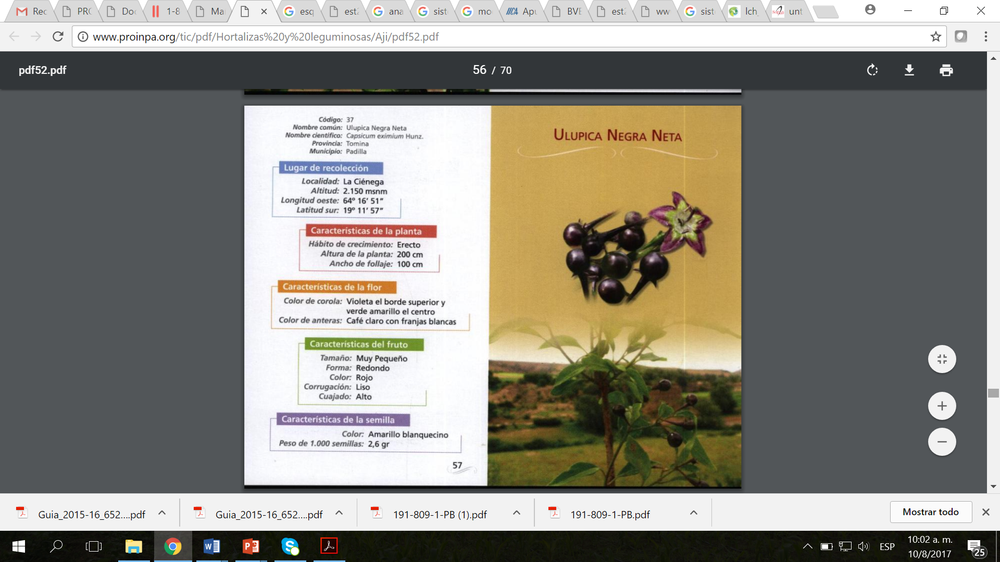 Rec
PRO
Doc
1-8
Ma
esq
est2
ana
sist
mo
IICA
Apu
BVE
est2
ww
sist
lch_
unt
www.proinpa.org/tic/pdf/Hortalizas%20y%20leguminosas/Aji/pdf52.pdf
pdf52.pdf
56 / 70
Código: 37
Nombre común: Ulupica Negra Neta
Nombre científico: Capsicum eximium Hunz.
Provincia: Tomina
Municipio: Padilla
Lugar de recolección
Localidad: La Ciénega
Altitud: 2.150 msnm
Longitud oeste: 64º 16' 51"
Latitud sur: 19º 11' 57"
Características de la planta
Hábito de crecimiento: Erecto
Altura de la planta: 200 cm
Ancho de follaje: 100 cm
Características de la flor
Color de corola: Violeta el borde superior y
verde amarillo el centro
Color de anteras: Café claro con franjas blancas
Características del fruto
Tamaño: Muy Pequeño
Forma: Redondo
Color: Rojo
Corrugación: Liso
Cuajado: Alto
Características de la semilla
Color: Amarillo blanquecino
Peso de 1.000 semillas: 2,6 gr
57
ULUPICA NEGRA NETA
Guia_2015-16_652....pdf
Guia_2015-16_652....pdf
191-809-1-PB (1).pdf
191-809-1-PB.pdf
Mostrar todo
ESP
10:02 a. m.
10/8/2017
25